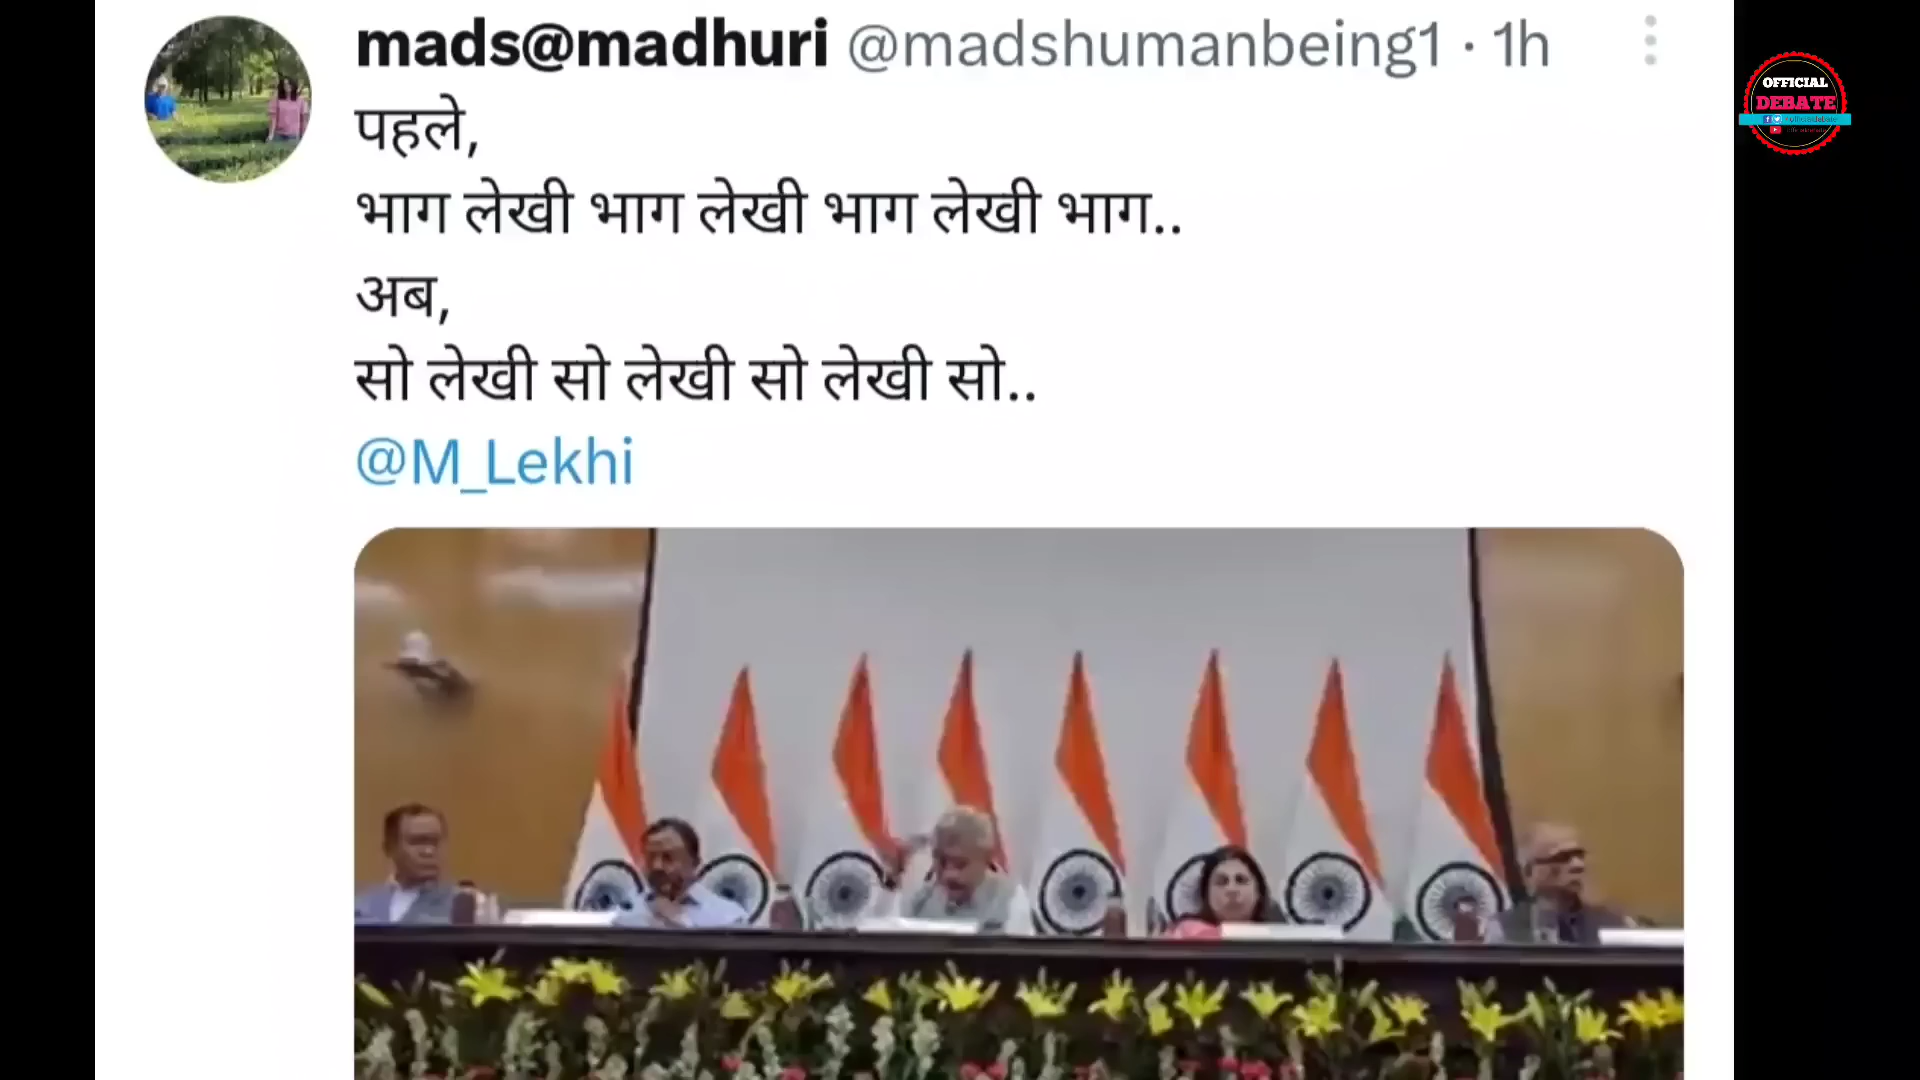 mads@madhuri @madshumanbeing1 · 1h
पहले,
भाग लेखी भाग लेखी भाग लेखी भाग..
अब,
सो लेखी सो लेखी सो लेखी सो..
@M_Lekhi
OFFICIAL
DEBATE